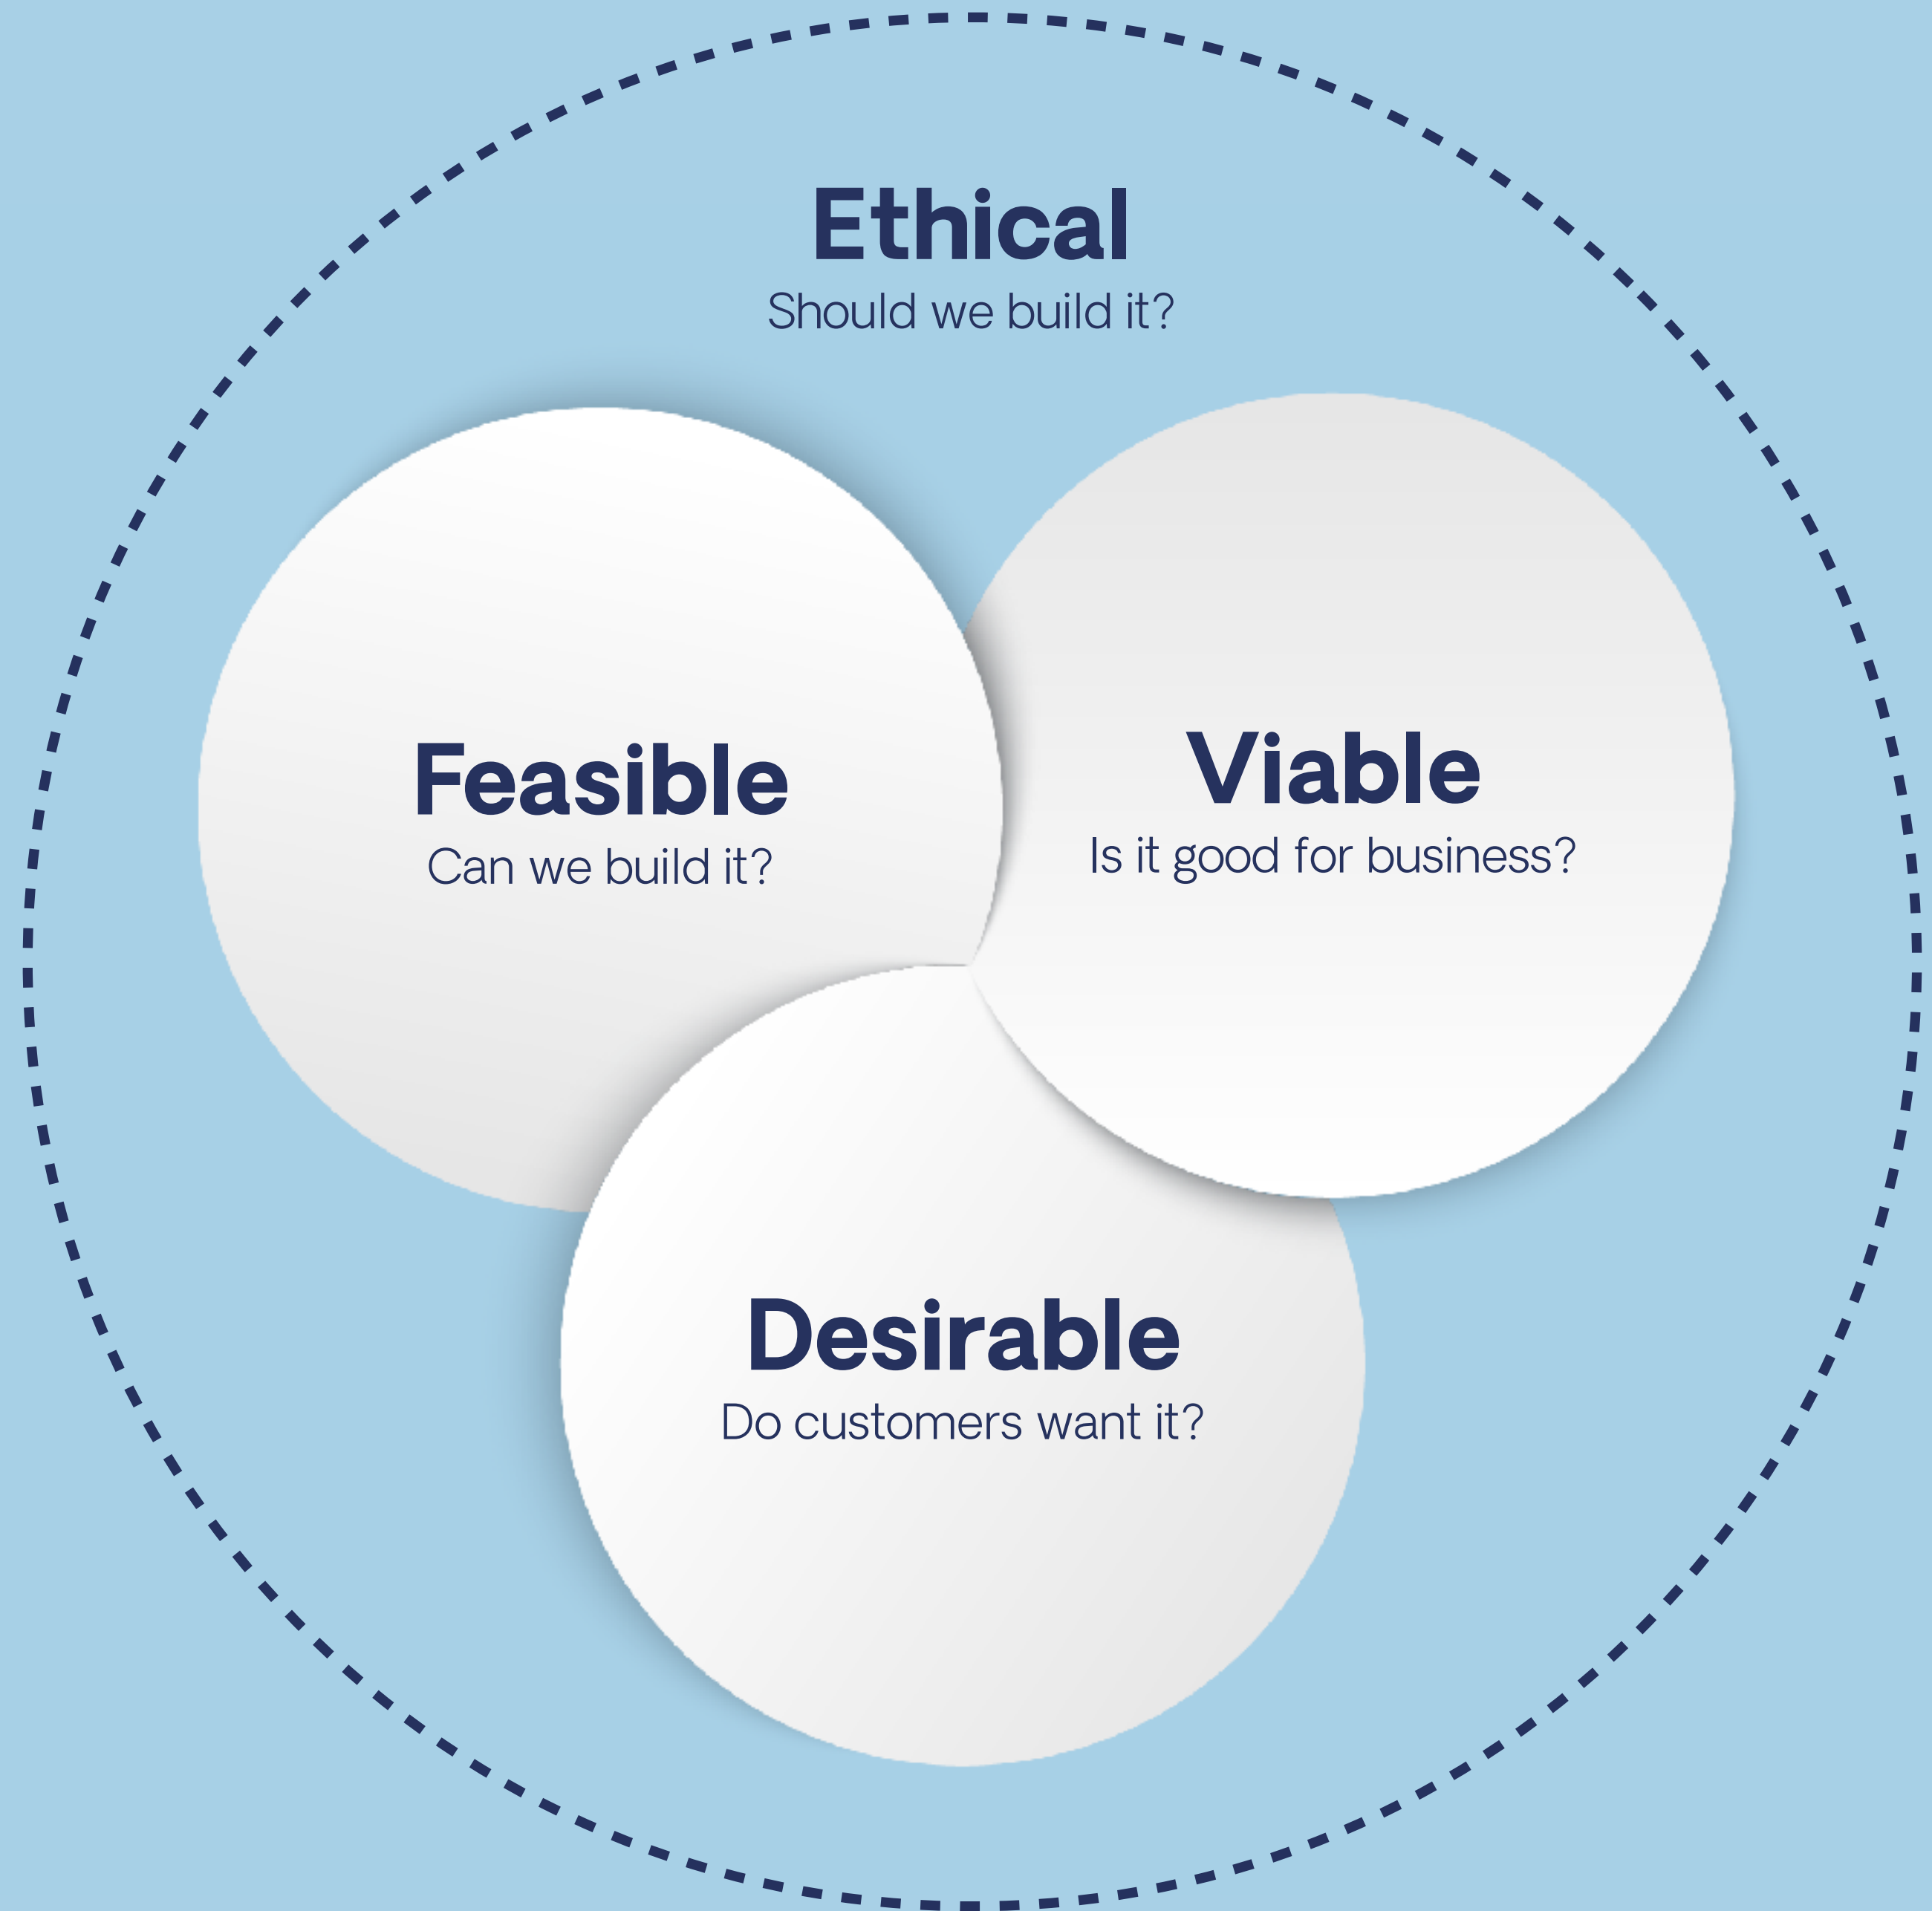 Ethical
Should we build it?
Feasible
Can we build it?
Viable
Is it good for business?
Desirable
Do customers want it?